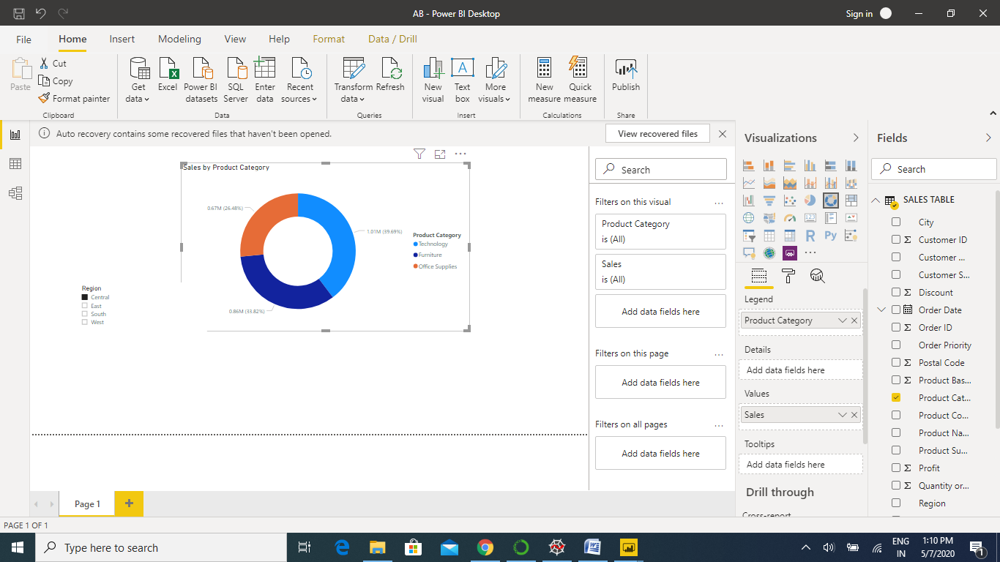 AB - Power BI Desktop
Sign in
File Home Insert Modeling View Help Format Data / Drill
Paste
Cut
Copy
Format painter
Clipboard
Get data
Excel
Power BI datasets
SQL Server
Enter data
Recent sources
Data
Transform data
Refresh
Queries
New visual
Text box
More visuals
Insert
New measure
Quick measure
Calculations
Publish
Share
Auto recovery contains some recovered files that haven't been opened.
View recovered files
Sales by Product Category
0.67M (26.48%)
1.01M (39.69%)
0.86M (33.82%)
Product Category
Technology
Furniture
Office Supplies
Region
Central
East
South
West
Search
Filters on this visual
...
Product Category
is (All)
Sales
is (All)
Add data fields here
Filters on this page
...
Add data fields here
Filters on all pages
...
Add data fields here
Visualizations
R
Py
...
Legend
Product Category
Details
Add data fields here
Values
Sales
Tooltips
Add data fields here
Drill through
Cross-report
Fields
Search
SALES TABLE
City
Σ Customer ID
Customer ...
Customer S...
Σ Discount
Order Date
Σ Order ID
Order Priority
Σ Postal Code
Σ Product Bas...
Product Cat...
Product Co...
Product Na...
Product Su...
Σ Profit
Σ Quantity or...
Region
Page 1
+
PAGE 1 OF 1
Type here to search
ENG
IN
1:10 PM
5/7/2020
1